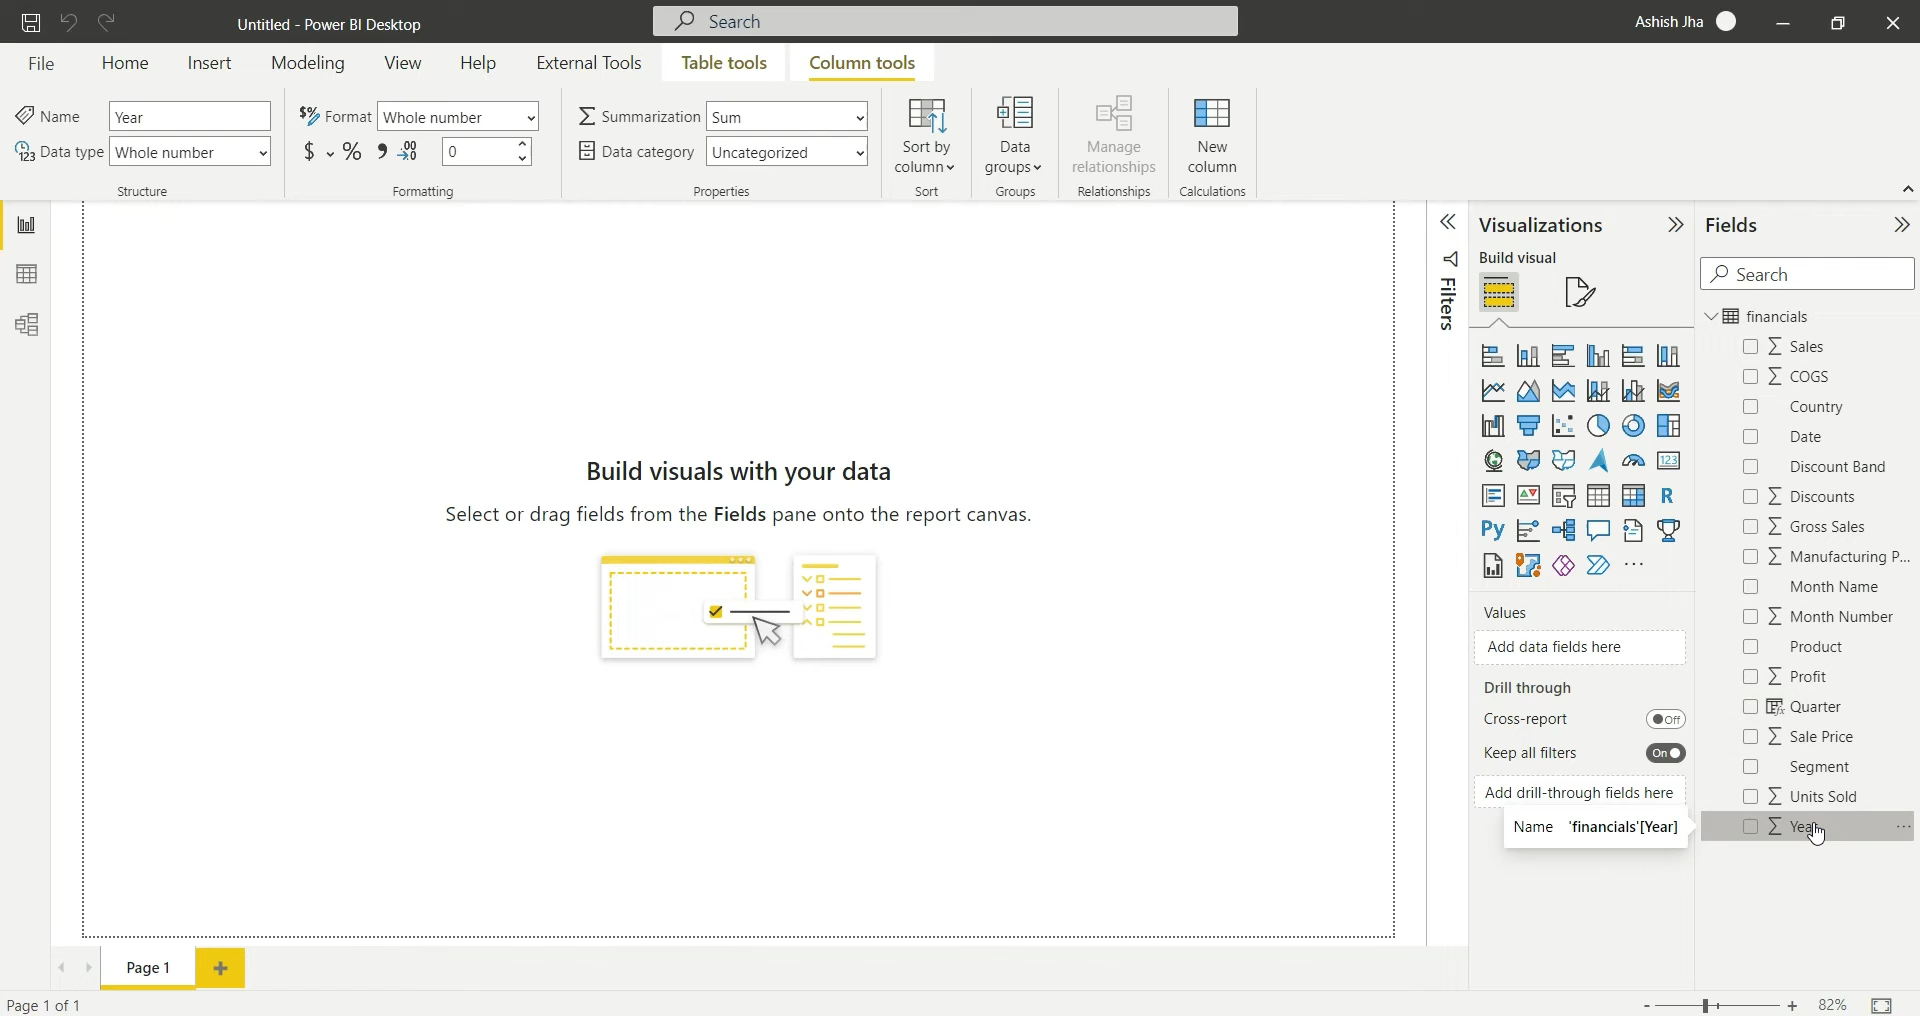 Untitled - Power BI Desktop
Search
Ashish Jha
File
Home
Insert
Modeling
View
Help
External Tools
Table tools
Column tools
Name
Year
Data type
Whole number
Structure
Format
Whole number
$ % 0
Formatting
Summarization
Sum
Data category
Uncategorized
Properties
Sort by
column
Sort
Data
groups
Groups
Manage
relationships
Relationships
New
column
Calculations
Build visuals with your data
Select or drag fields from the Fields pane onto the report canvas.
Filters
Visualizations
Build visual
123
R
Py
Values
Add data fields here
Drill through
Cross-report
Off
Keep all filters
On
Add drill-through fields here
Name 'financials'[Year]
Fields
Search
financials
Sales
COGS
Country
Date
Discount Band
Discounts
Gross Sales
Manufacturing P...
Month Name
Month Number
Product
Profit
Quarter
Sale Price
Segment
Units Sold
Page 1
Page 1 of 1
- + 82%